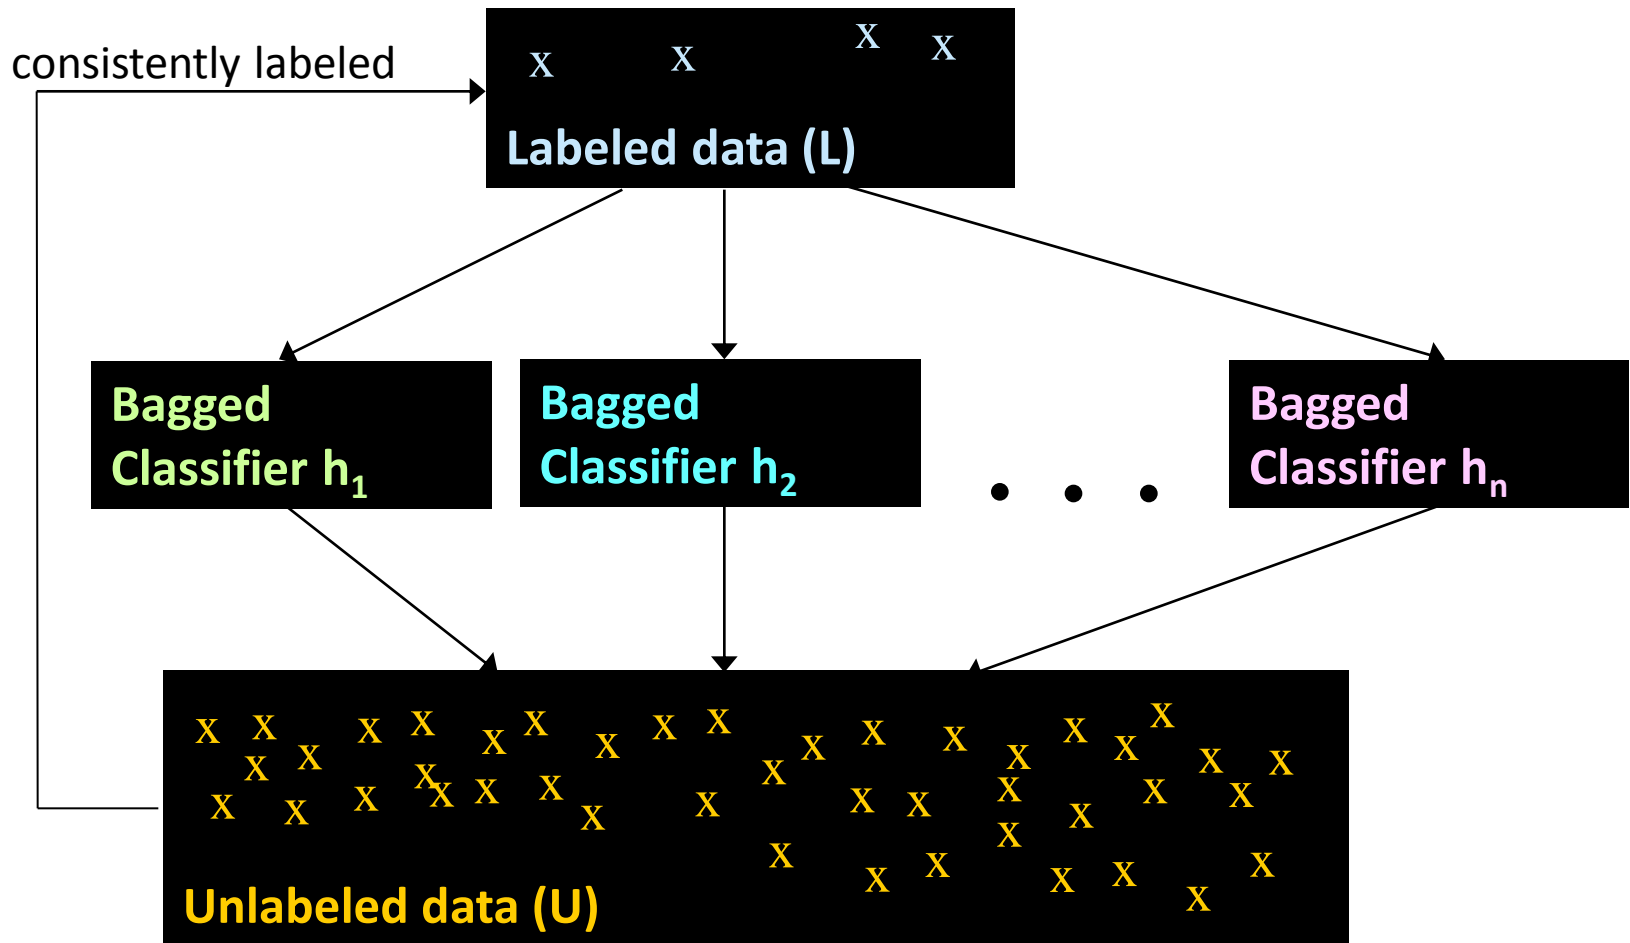 consistently labeled
x x x x
Labeled data (L)
Bagged
Classifier h₁
Bagged
Classifier h₂
. . .
Bagged
Classifier hₙ
x x x x x x x x x x x x x x x x x x x x x x x x x x x x x x x x x x x x x x x x x x x x x x
Unlabeled data (U)